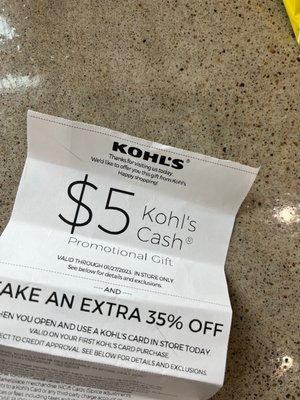 KOHL'S®
Thanks for visiting us today.
We'd like to offer you this gift from Kohl's
Happy shopping!
$5 Kohl's
Cash®
Promotional Gift
VALID THROUGH 01/27/2023. IN STORE ONLY.
See below for details and exclusions.
AND
TAKE AN EXTRA 35% OFF
WHEN YOU OPEN AND USE A KOHL'S CARD IN STORE TODAY
VALID ON YOUR FIRST KOHL'S CARD PURCHASE.
SUBJECT TO CREDIT APPROVAL. SEE BELOW FOR DETAILS AND EXCLUSIONS.